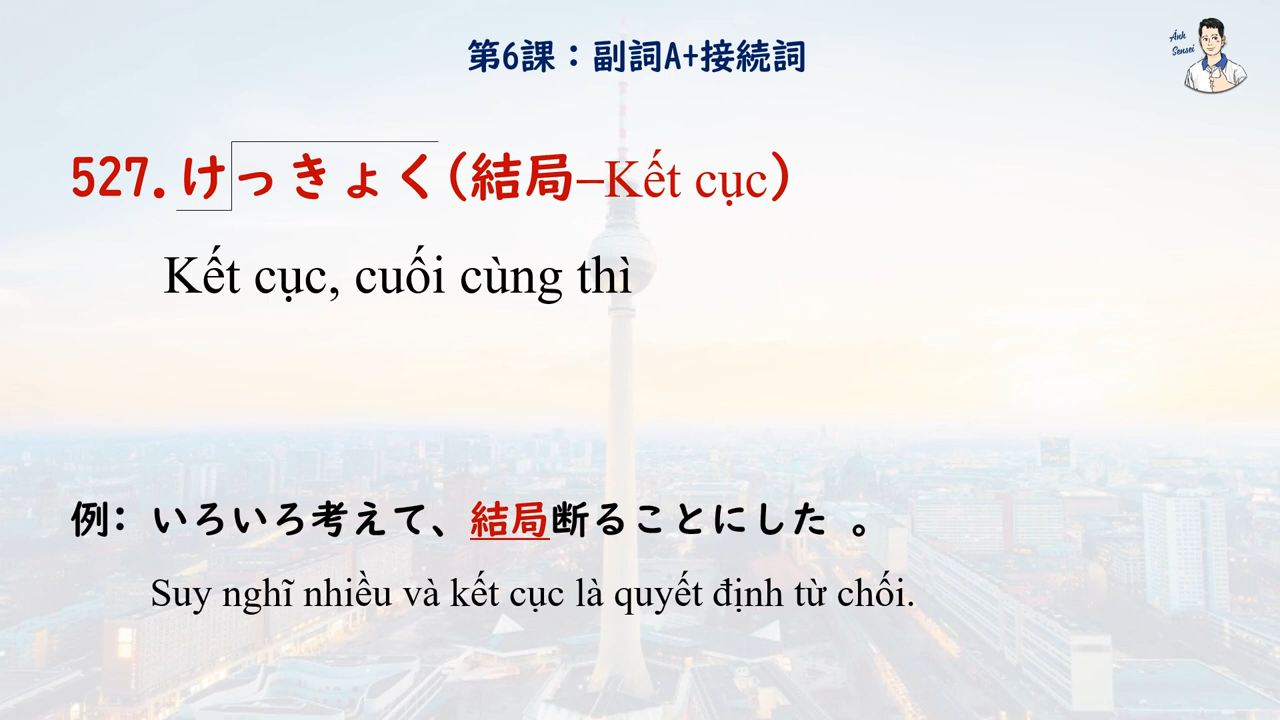 第6課：副詞A+接続詞
Ánh
Sensei
527.けっきょく(結局–Kết cục)
Kết cục, cuối cùng thì
例: いろいろ考えて、結局断ることにした 。
Suy nghĩ nhiều và kết cục là quyết định từ chối.